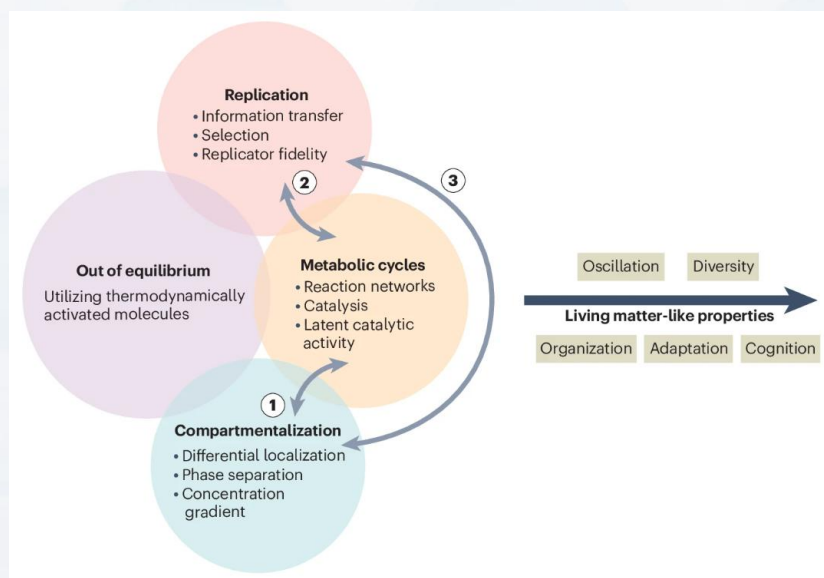 Replication
• Information transfer
• Selection
• Replicator fidelity
2
3
Out of equilibrium
Utilizing thermodynamically
activated molecules
Metabolic cycles
• Reaction networks
• Catalysis
• Latent catalytic
activity
1
Compartmentalization
• Differential localization
• Phase separation
• Concentration
gradient
Oscillation
Diversity
Living matter-like properties
Organization
Adaptation
Cognition